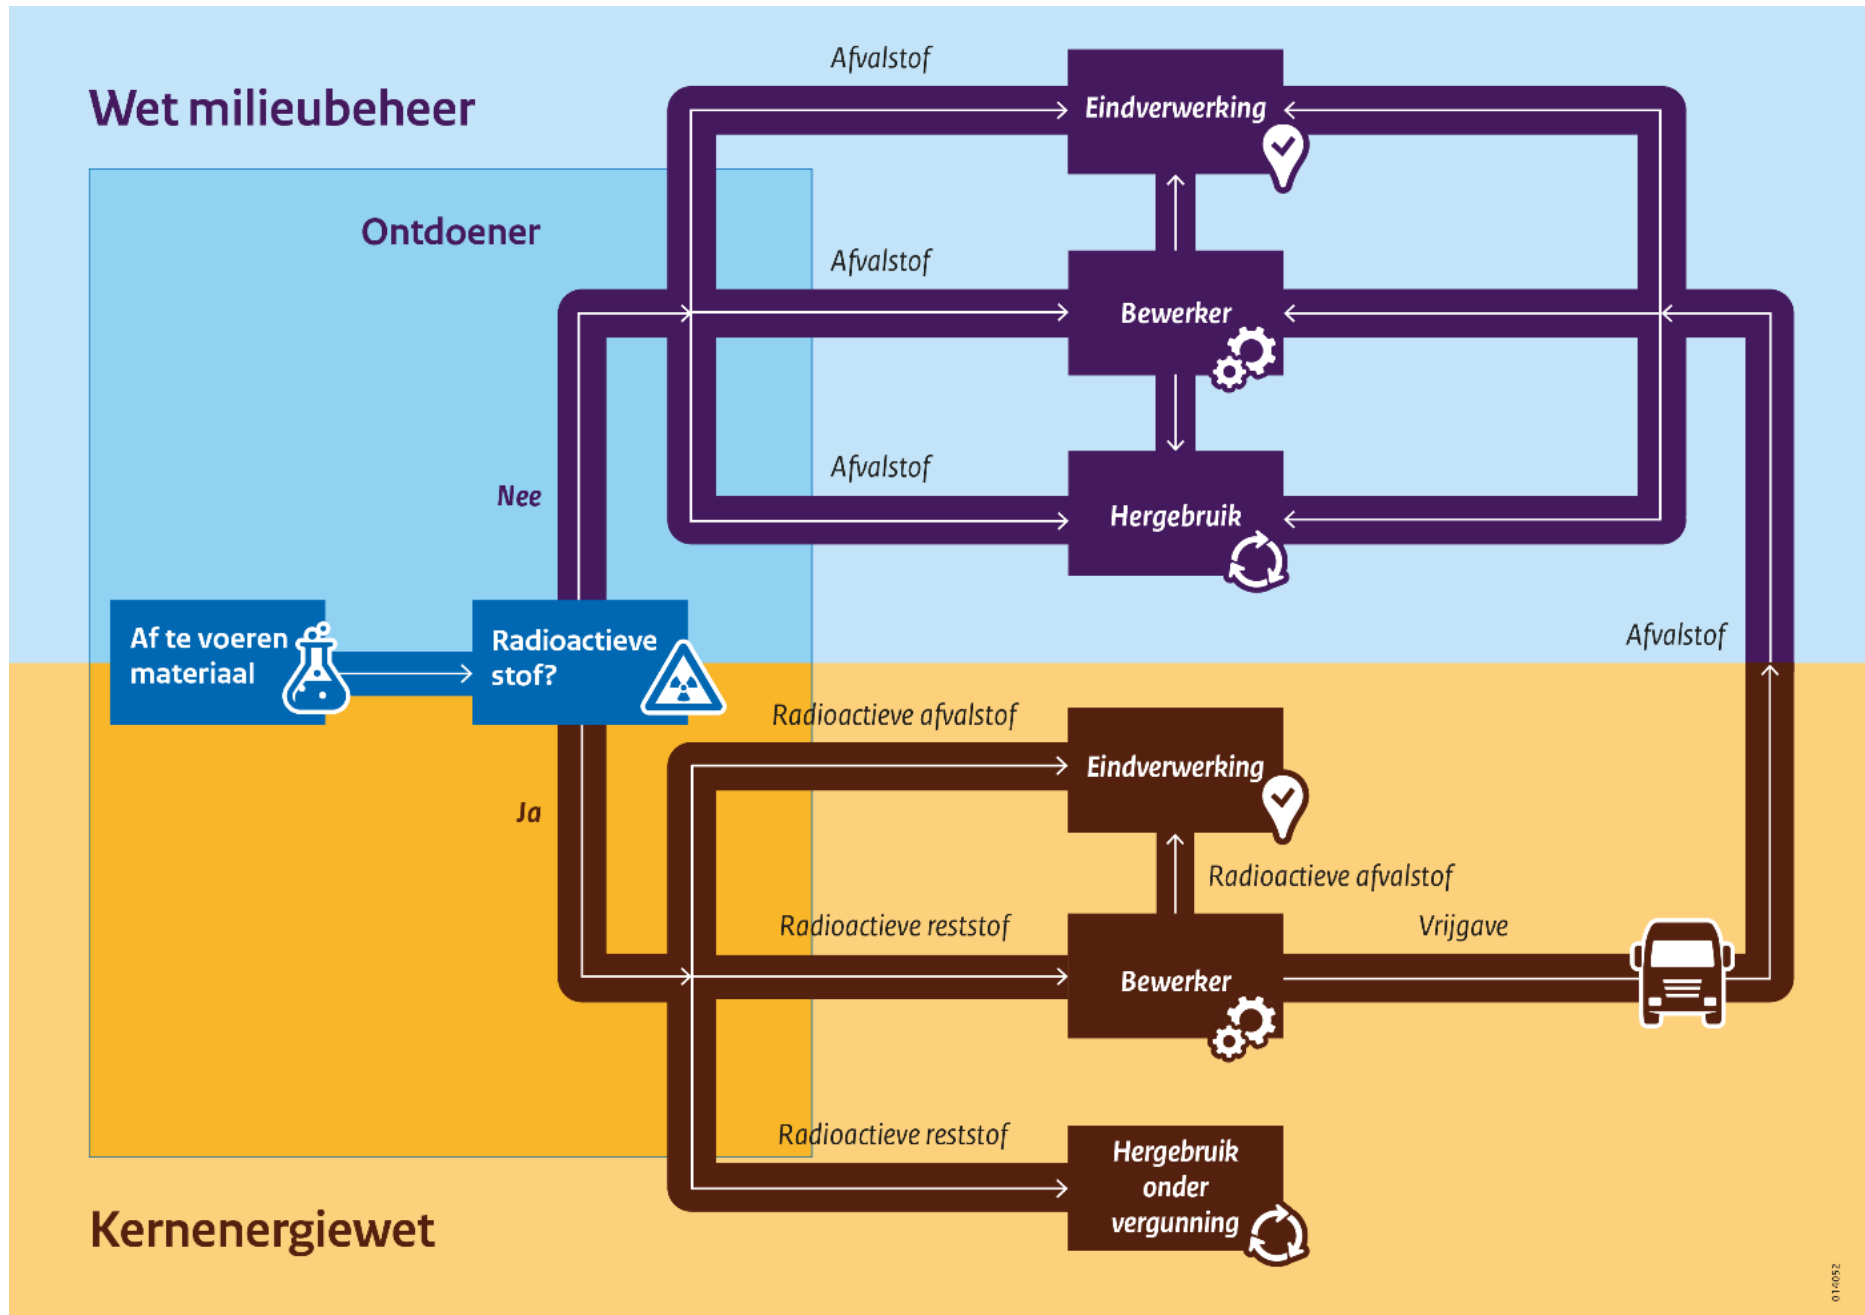 Wet milieubeheer
Ontdoener
Afvalstof
Eindverwerking
Afvalstof
Bewerker
Afvalstof
Hergebruik
Nee
Af te voeren
materiaal
Radioactieve
stof?
Afvalstof
Ja
Radioactieve afvalstof
Eindverwerking
Radioactieve afvalstof
Radioactieve reststof
Bewerker
Vrijgave
Radioactieve reststof
Hergebruik
onder
vergunning
Kernenergiewet
014052